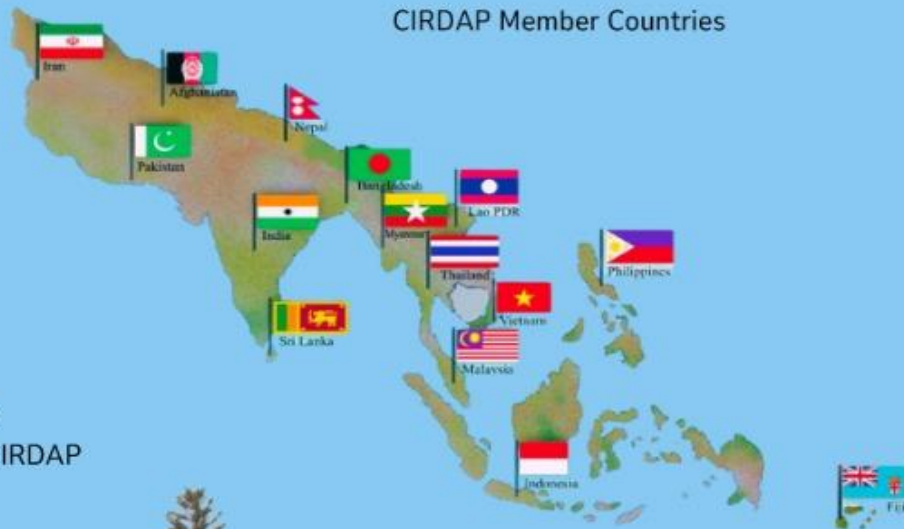 CIRDAP Member Countries
Iran
Afghanistan
Nepal
Pakistan
Bangladesh
Lao PDR
India
Myanmar
Thailand
Philippines
Vietnam
Sri Lanka
Malaysia
IRDAP
Indonesia
Fiji